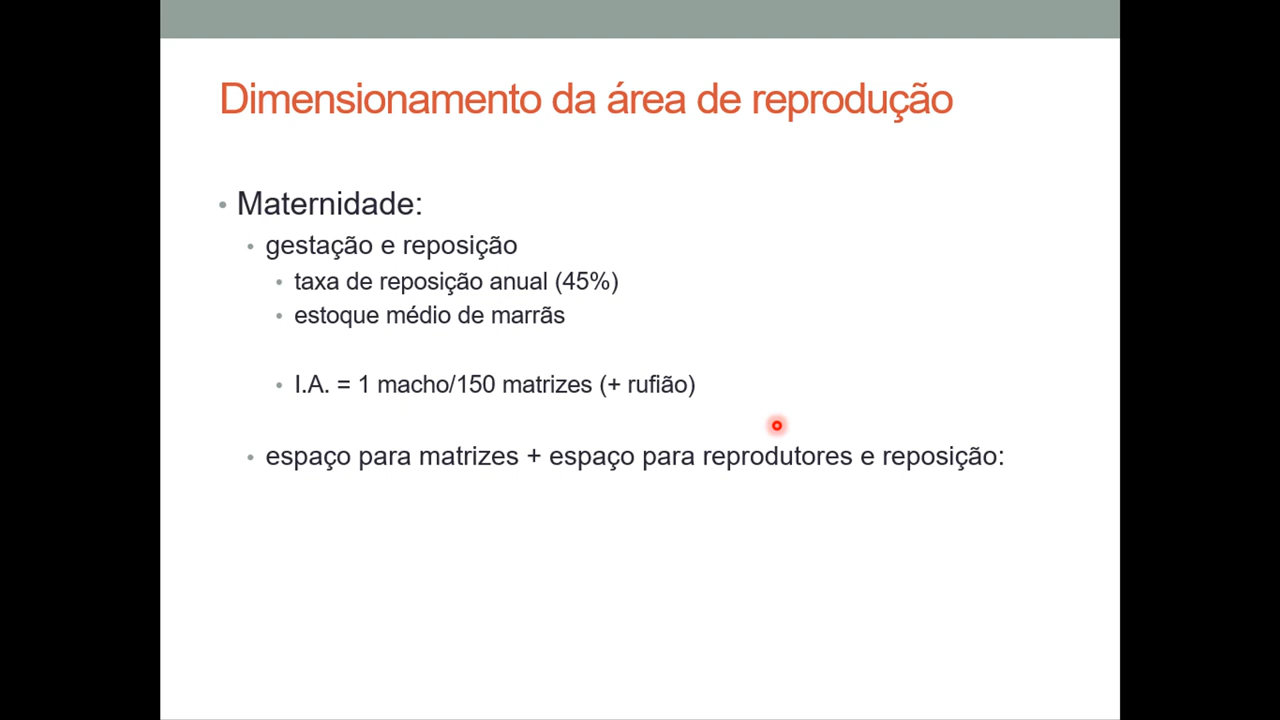 Dimensionamento da área de reprodução
• Maternidade:
• gestação e reposição
• taxa de reposição anual (45%)
• estoque médio de marrãs
• I.A. = 1 macho/150 matrizes (+ rufião)
• espaço para matrizes + espaço para reprodutores e reposição: